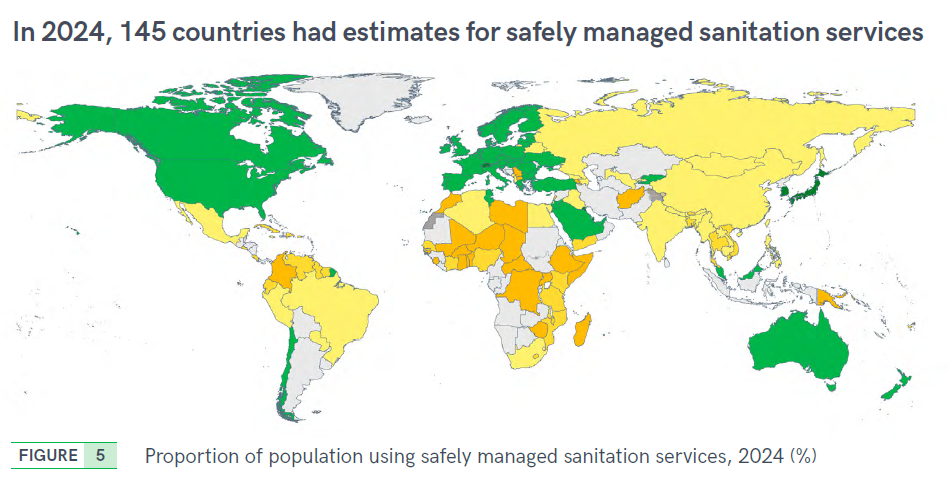 In 2024, 145 countries had estimates for safely managed sanitation services
FIGURE 5 Proportion of population using safely managed sanitation services, 2024 (%)